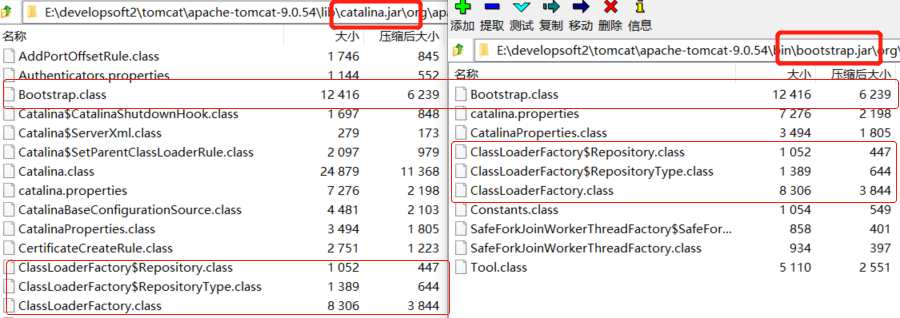 E:\developsoft2\tomcat\apache-tomcat-9.0.54\lib\catalina.jar\org\apa
名称 大小 压缩后大小
AddPortOffsetRule.class 1 746 845
Authenticators.properties 1 144 552
Bootstrap.class 12 416 6 239
Catalina$CatalinaShutdownHook.class 1 697 848
Catalina$ServerXml.class 279 173
Catalina$SetParentClassLoaderRule.class 2 097 979
Catalina.class 24 879 11 368
catalina.properties 7 276 2 198
CatalinaBaseConfigurationSource.class 4 481 2 103
CatalinaProperties.class 3 494 1 805
CertificateCreateRule.class 2 751 1 223
ClassLoaderFactory$Repository.class 1 052 447
ClassLoaderFactory$RepositoryType.class 1 389 644
ClassLoaderFactory.class 8 306 3 844
添加 提取 测试 复制 移动 删除 信息
E:\developsoft2\tomcat\apache-tomcat-9.0.54\bin\bootstrap.jar\org\
名称 大小 压缩后大小
Bootstrap.class 12 416 6 239
catalina.properties 7 276 2 198
CatalinaProperties.class 3 494 1 805
ClassLoaderFactory$Repository.class 1 052 447
ClassLoaderFactory$RepositoryType.class 1 389 644
ClassLoaderFactory.class 8 306 3 844
Constants.class 1 054 549
SafeForkJoinWorkerThreadFactory$SafeFor... 858 401
SafeForkJoinWorkerThreadFactory.class 934 397
Tool.class 5 110 2 551